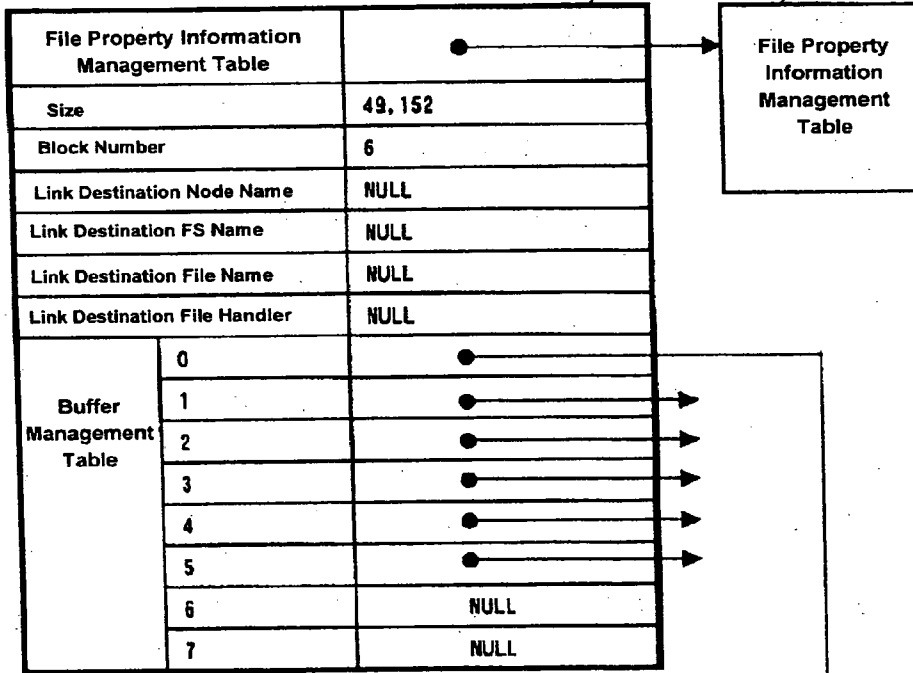 File Property Information
Management Table
File Property
Information
Management
Table
Size 49,152
Block Number 6
Link Destination Node Name NULL
Link Destination FS Name NULL
Link Destination File Name NULL
Link Destination File Handler NULL
Buffer
Management
Table
0
1
2
3
4
5
6 NULL
7 NULL